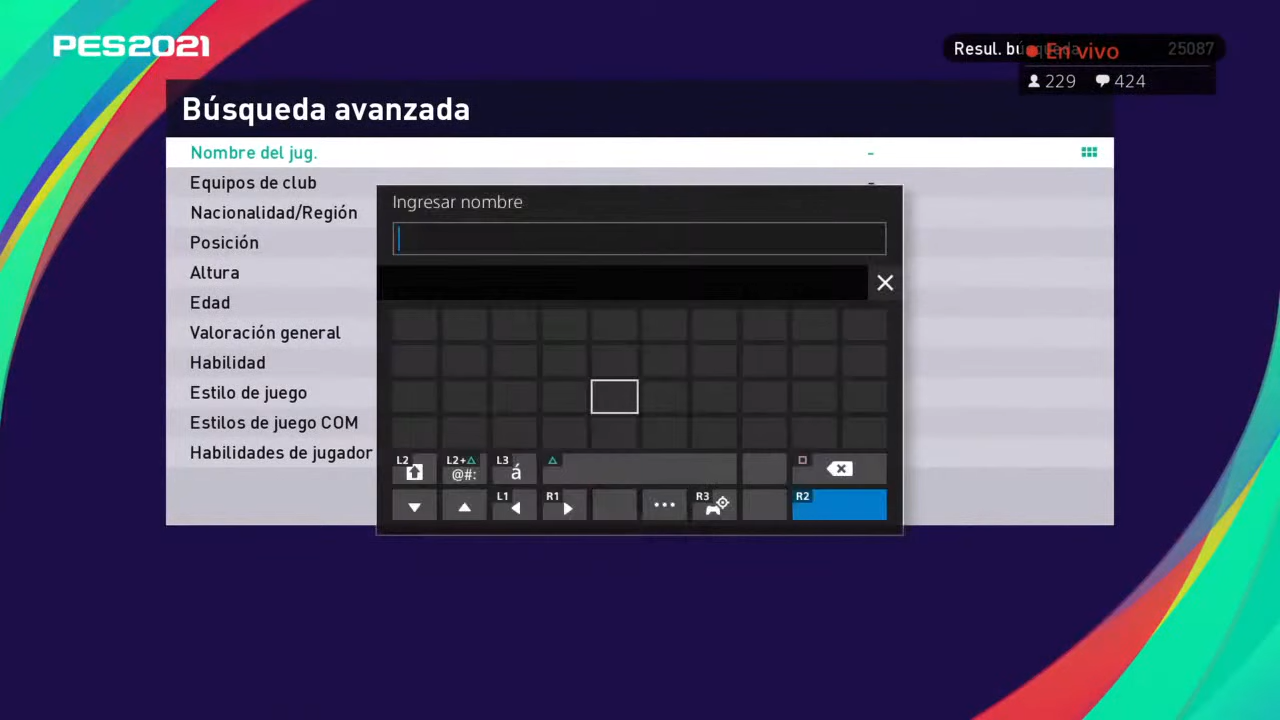 PES2021
Resul. búsqueda 25087
En vivo
229 424
Búsqueda avanzada
Nombre del jug. -
Equipos de club -
Nacionalidad/Región
Posición
Altura
Edad
Valoración general
Habilidad
Estilo de juego
Estilos de juego COM
Habilidades de jugador
Ingresar nombre
L2 L2+△ L3 △ □
@#: á
L1 R1 ... R3 R2